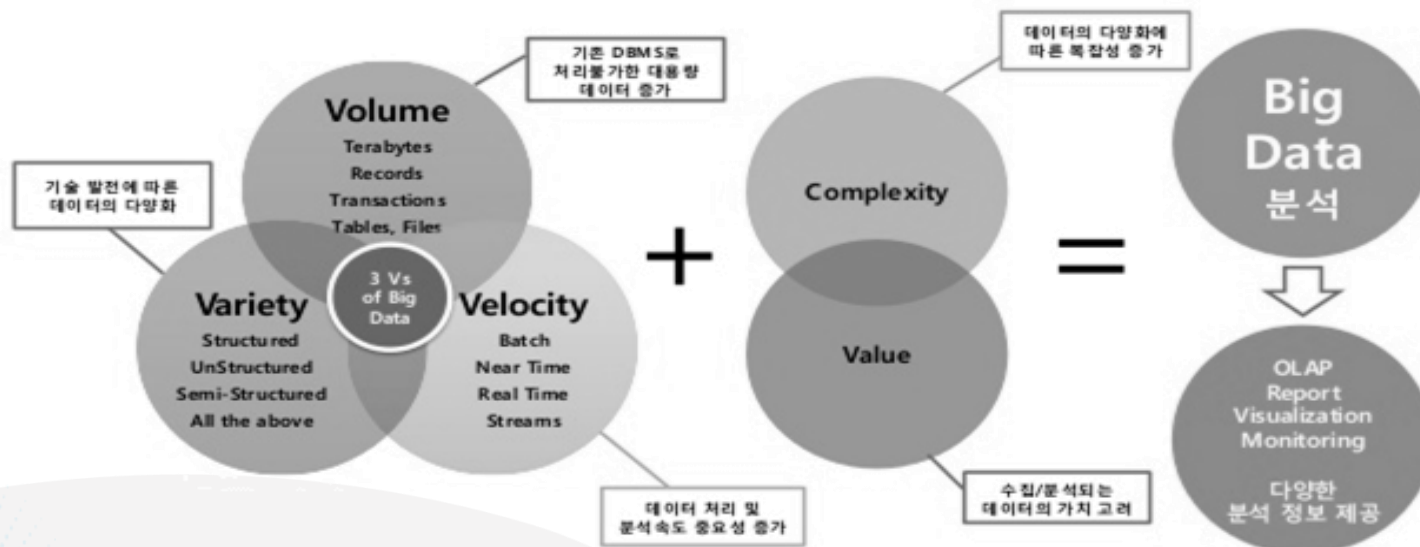 기존 DBMS로
처리불가한 대용량
데이터 증가
Volume
Terabytes
Records
Transactions
Tables, Files
기술 발전에 따른
데이터의 다양화
Variety
Structured
UnStructured
Semi-Structured
All the above
3 Vs
of Big
Data
Velocity
Batch
Near Time
Real Time
Streams
데이터 처리 및
분석속도 중요성 증가
+
데이터의 다양화에
따른 복잡성 증가
Complexity
Value
수집/분석되는
데이터의 가치 고려
=
Big
Data
분석
OLAP
Report
Visualization
Monitoring
다양한
분석 정보 제공